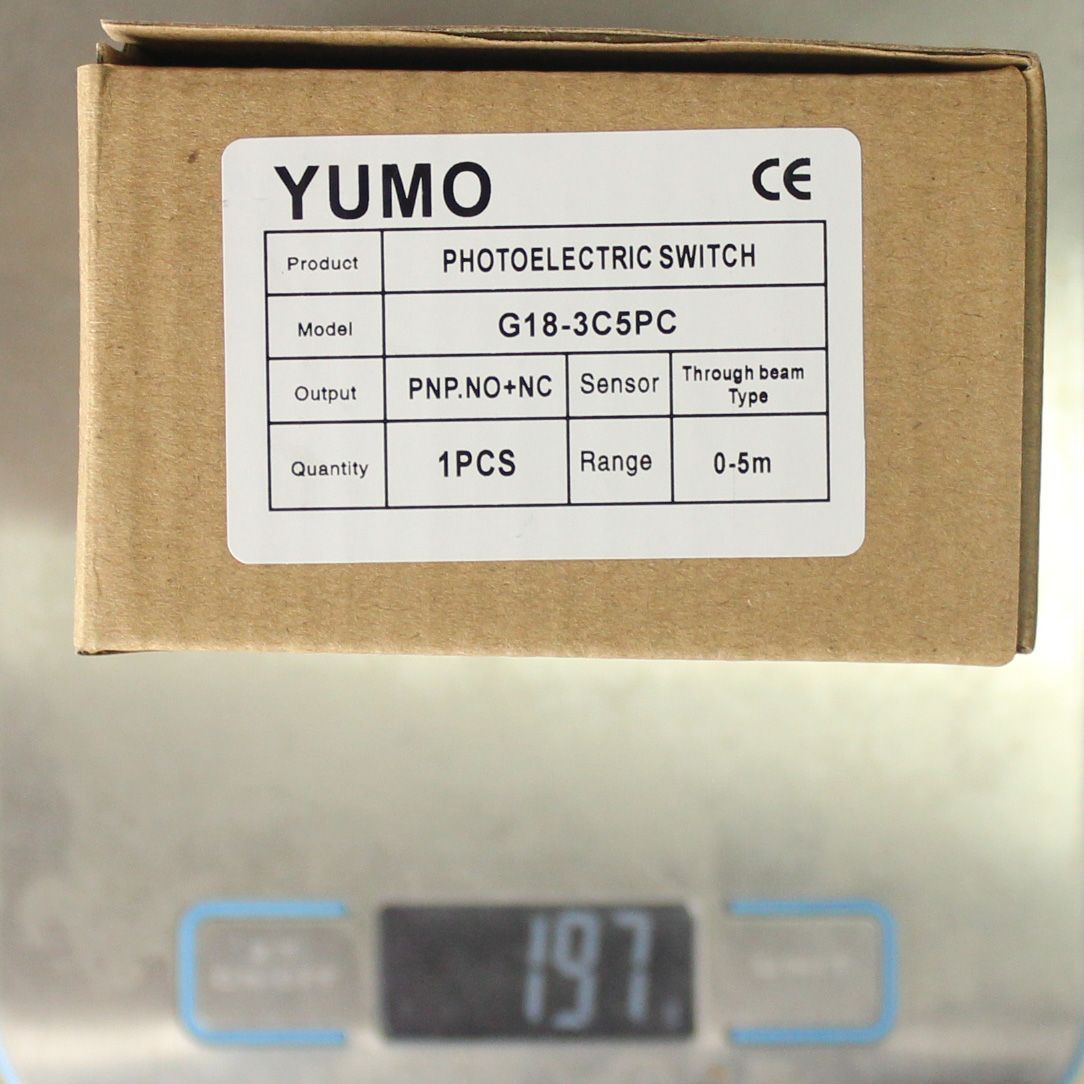 YUMO CE
Product PHOTOELECTRIC SWITCH
Model G18-3C5PC
Output PNP.NO+NC Sensor Through beam
Type
Quantity 1PCS Range 0-5m
197